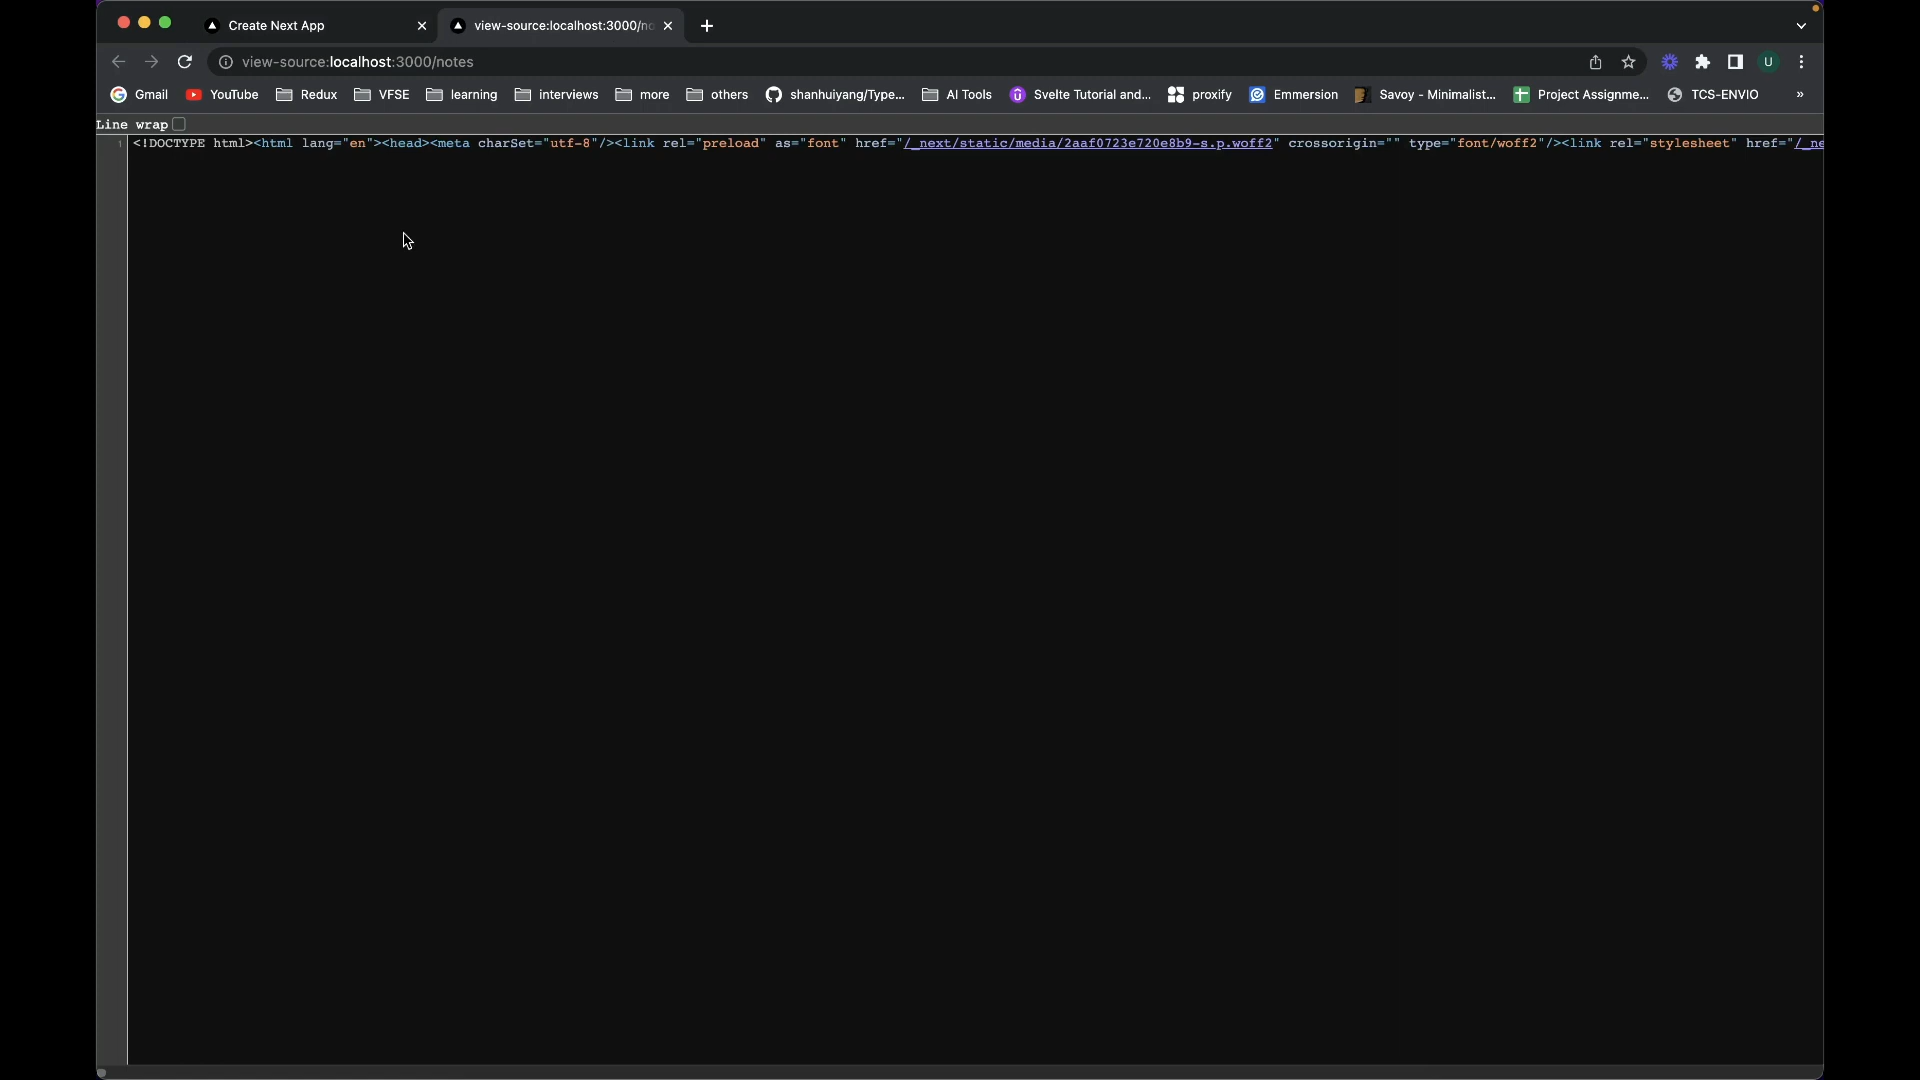 Create Next App
view-source:localhost:3000/no
view-source:localhost:3000/notes
U
Gmail YouTube Redux VFSE learning interviews more others shanhuiyang/Type... AI Tools Svelte Tutorial and... proxify Emmersion Savoy - Minimalist... Project Assignme... TCS-ENVIO »
Line wrap
1 <!DOCTYPE html><html lang="en"><head><meta charSet="utf-8"/><link rel="preload" as="font" href="/_next/static/media/2aaf0723e720e8b9-s.p.woff2" crossorigin="" type="font/woff2"/><link rel="stylesheet" href="/_ne